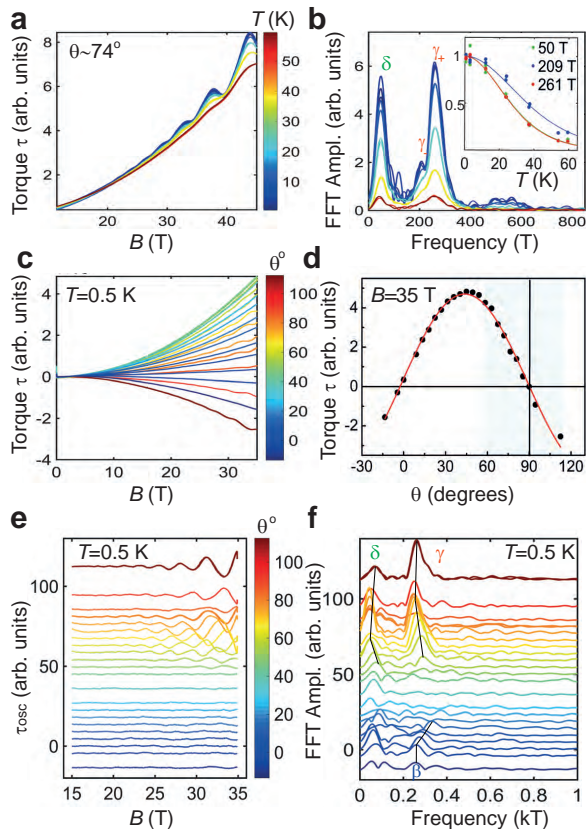 a
θ~74°
T (K)
8
6
4
2
Torque τ (arb. units)
20
30
40
B (T)
50
40
30
20
10
b
δ
γ+
γ
6
4
2
0
FFT Ampl. (arb. units)
0
200
400
600
800
Frequency (T)
1
0.5
0
20
40
60
T (K)
50 T
209 T
261 T
c
T=0.5 K
θ°
4
2
0
-2
-4
Torque τ (arb. units)
0
10
20
30
B (T)
100
80
60
40
20
0
d
B=35 T
4
2
0
-2
-4
Torque τ (arb. units)
-30
0
30
60
90
120
θ (degrees)
e
T=0.5 K
θ°
100
50
0
τosc (arb. units)
15
20
25
30
35
B (T)
100
80
60
40
20
0
f
δ
γ
T=0.5 K
100
50
0
FFT Ampl. (arb. units)
β
0
0.2
0.4
0.6
0.8
1
Frequency (kT)